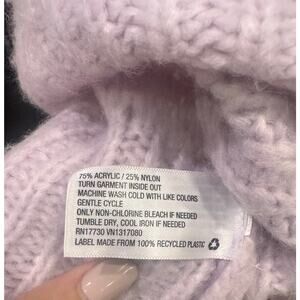 75% ACRYLIC / 25% NYLON
TURN GARMENT INSIDE OUT
MACHINE WASH COLD WITH LIKE COLORS
GENTLE CYCLE
ONLY NON-CHLORINE BLEACH IF NEEDED
TUMBLE DRY, COOL IRON IF NEEDED
RN17730 VN1317080
LABEL MADE FROM 100% RECYCLED PLASTIC